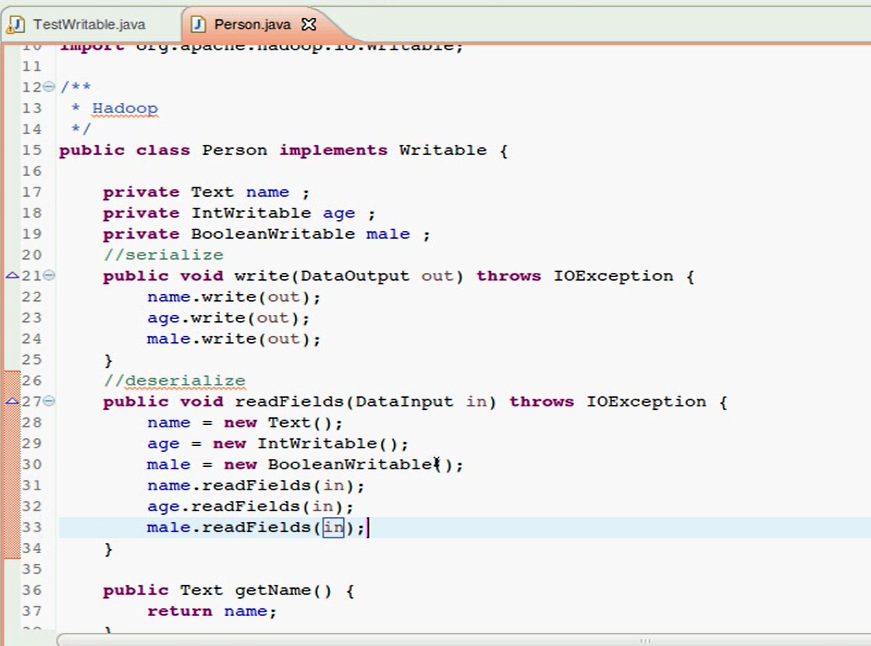 TestWritable.java Person.java
10 import org.apache.hadoop.io.Writable;
11
12 /**
13 * Hadoop
14 */
15 public class Person implements Writable {
16
17 private Text name ;
18 private IntWritable age ;
19 private BooleanWritable male ;
20 //serialize
21 public void write(DataOutput out) throws IOException {
22 name.write(out);
23 age.write(out);
24 male.write(out);
25 }
26 //deserialize
27 public void readFields(DataInput in) throws IOException {
28 name = new Text();
29 age = new IntWritable();
30 male = new BooleanWritable();
31 name.readFields(in);
32 age.readFields(in);
33 male.readFields(in);
34 }
35
36 public Text getName() {
37 return name;
38 }